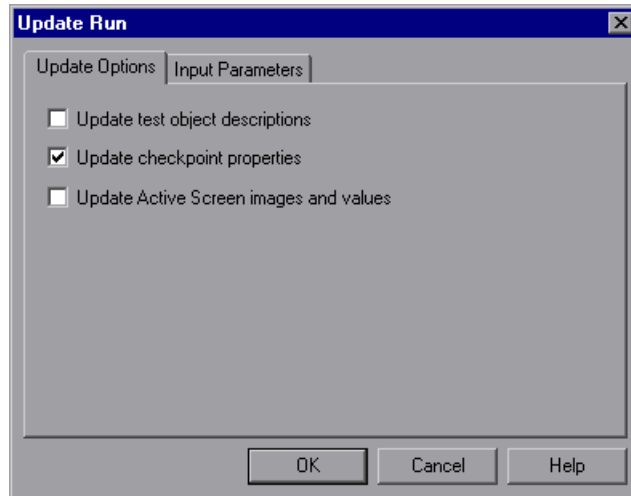 Update Run
Update Options Input Parameters
Update test object descriptions
Update checkpoint properties
Update Active Screen images and values
OK Cancel Help